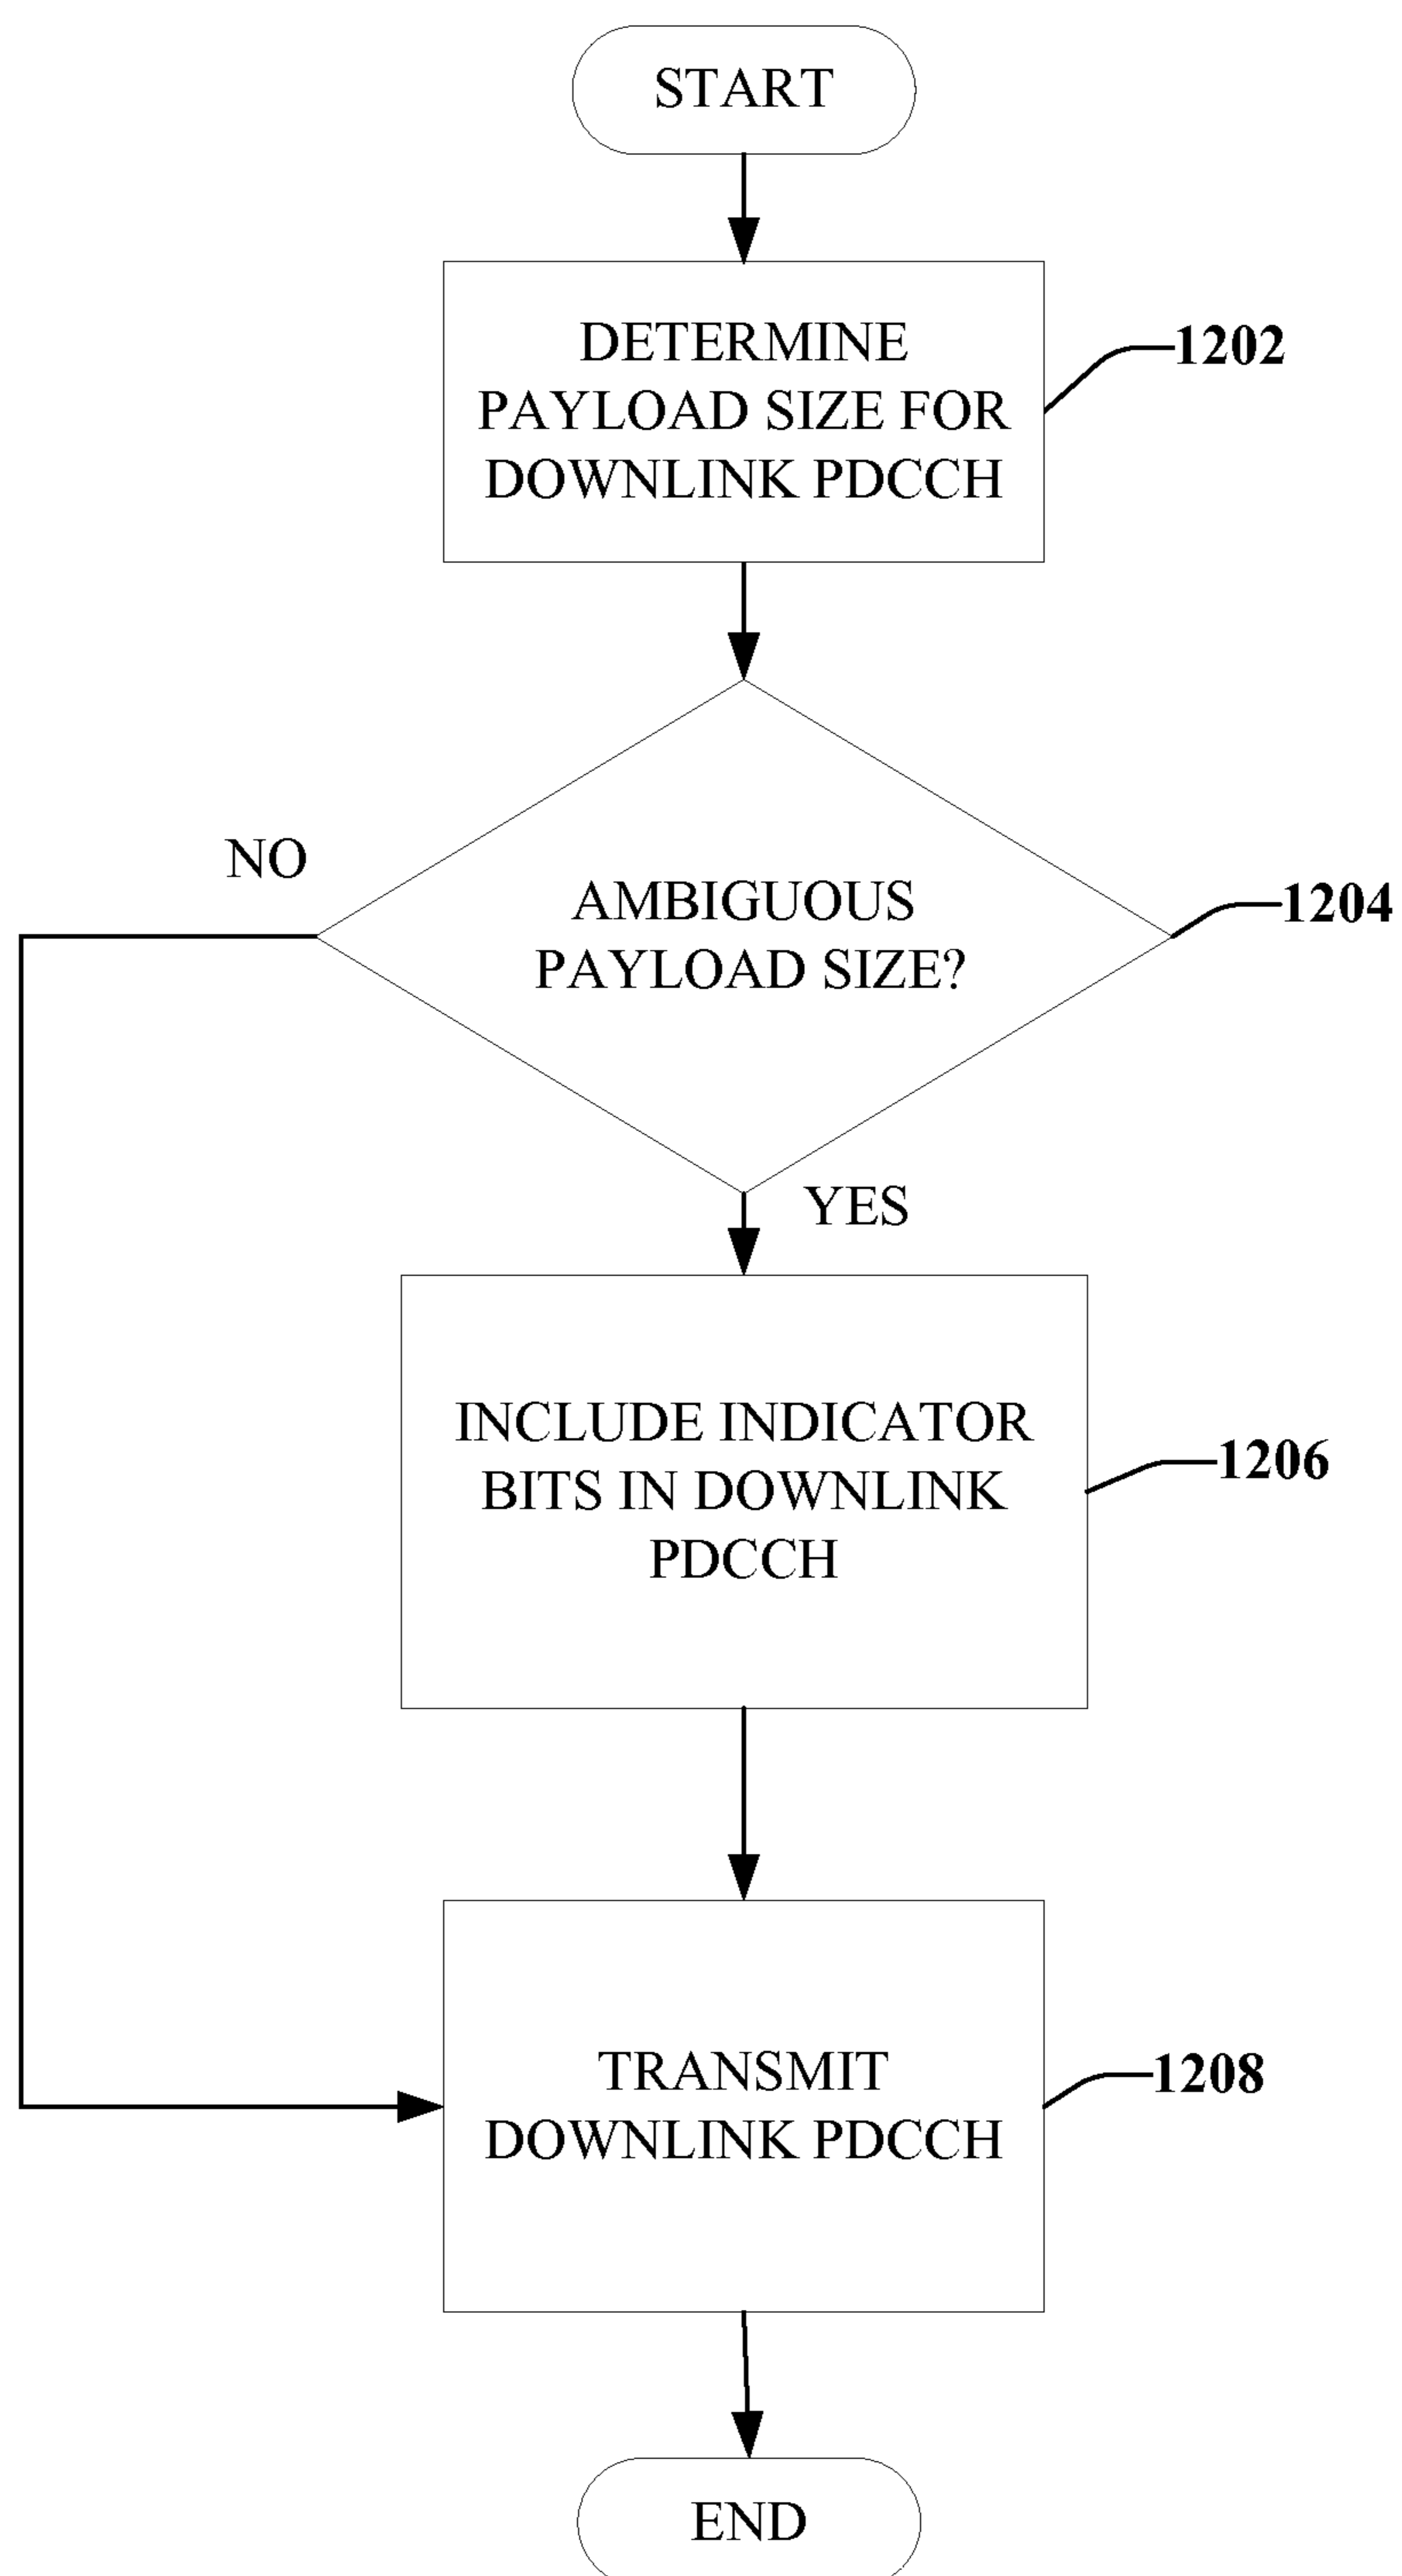 START
DETERMINE
PAYLOAD SIZE FOR
DOWNLINK PDCCH
1202
NO
AMBIGUOUS
PAYLOAD SIZE?
1204
YES
INCLUDE INDICATOR
BITS IN DOWNLINK
PDCCH
1206
TRANSMIT
DOWNLINK PDCCH
1208
END